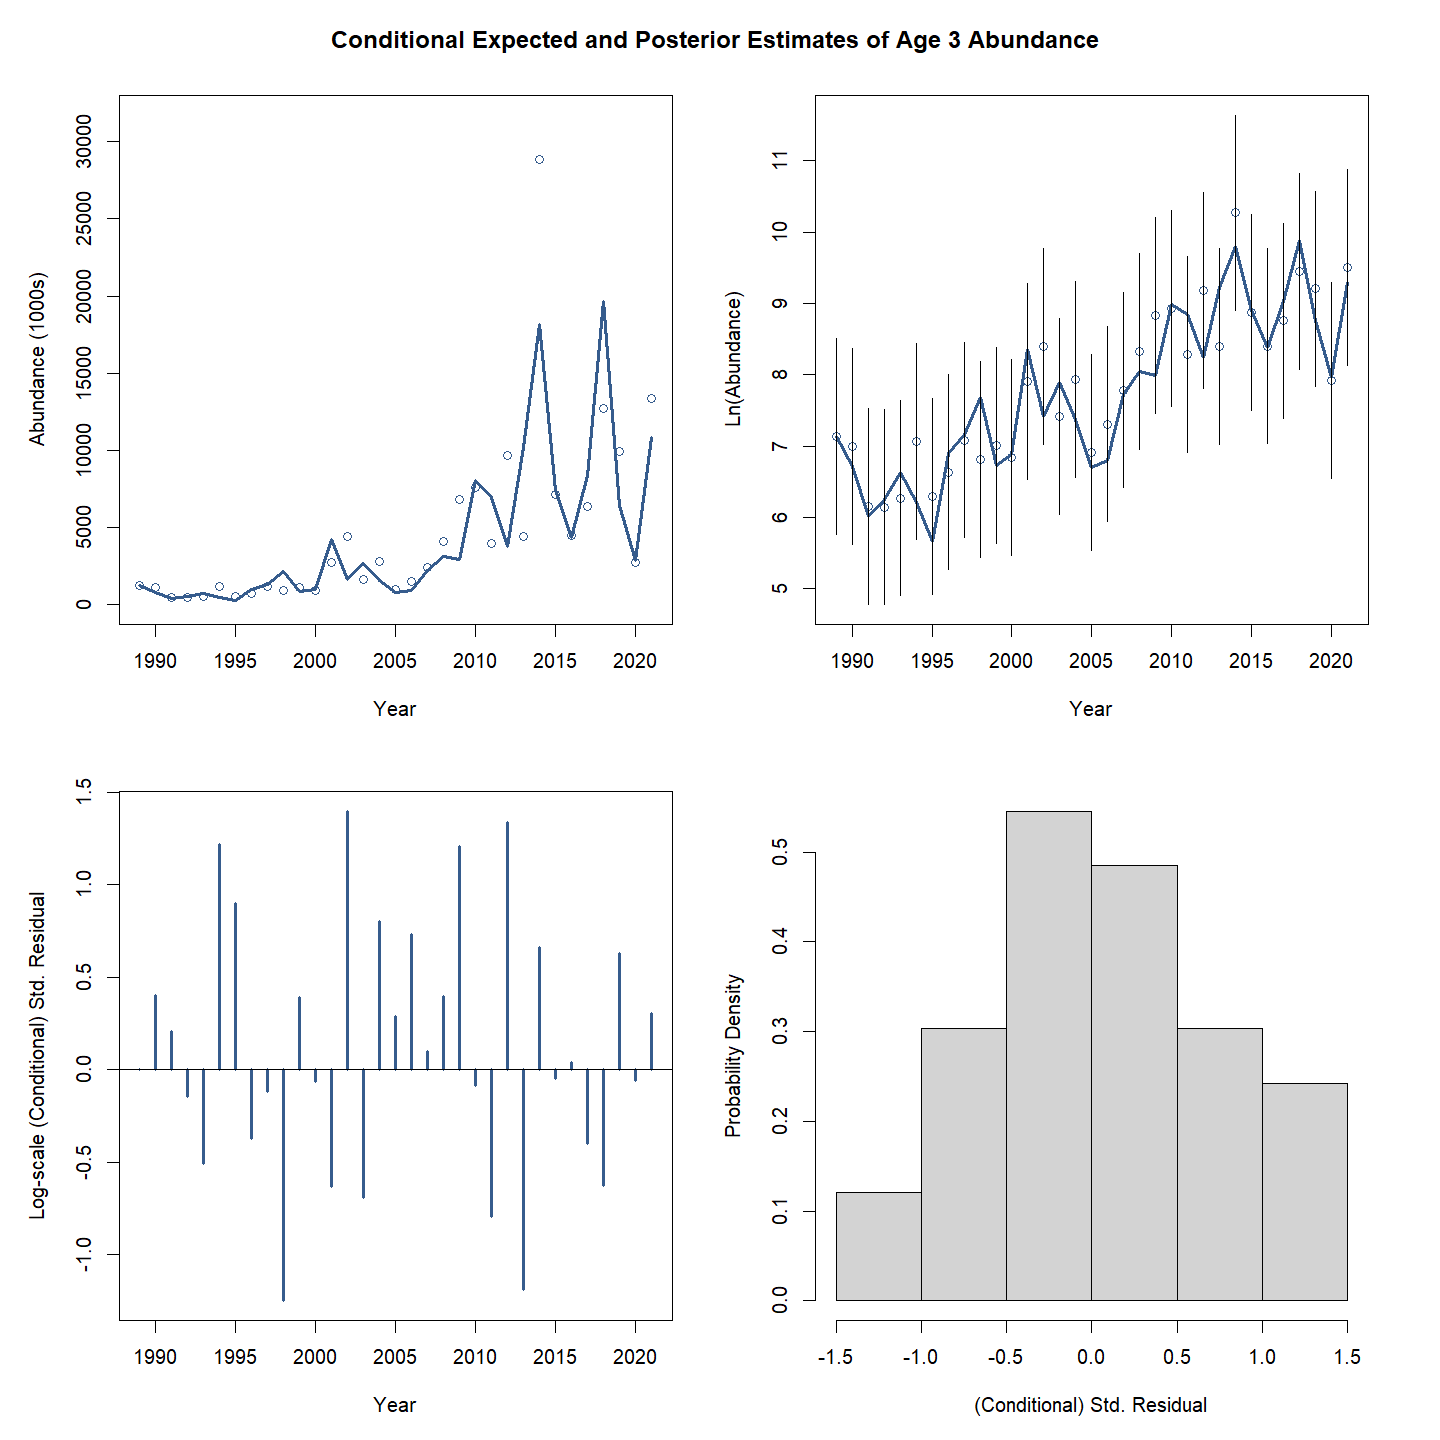 Conditional Expected and Posterior Estimates of Age 3 Abundance
Abundance (1000s)
30000
25000
20000
15000
10000
5000
0
1990 1995 2000 2005 2010 2015 2020
Year
Ln(Abundance)
11
10
9
8
7
6
5
1990 1995 2000 2005 2010 2015 2020
Year
Log-scale (Conditional) Std. Residual
1.5
1.0
0.5
0.0
-0.5
-1.0
1990 1995 2000 2005 2010 2015 2020
Year
Probability Density
0.5
0.4
0.3
0.2
0.1
0.0
-1.5 -1.0 -0.5 0.0 0.5 1.0 1.5
(Conditional) Std. Residual